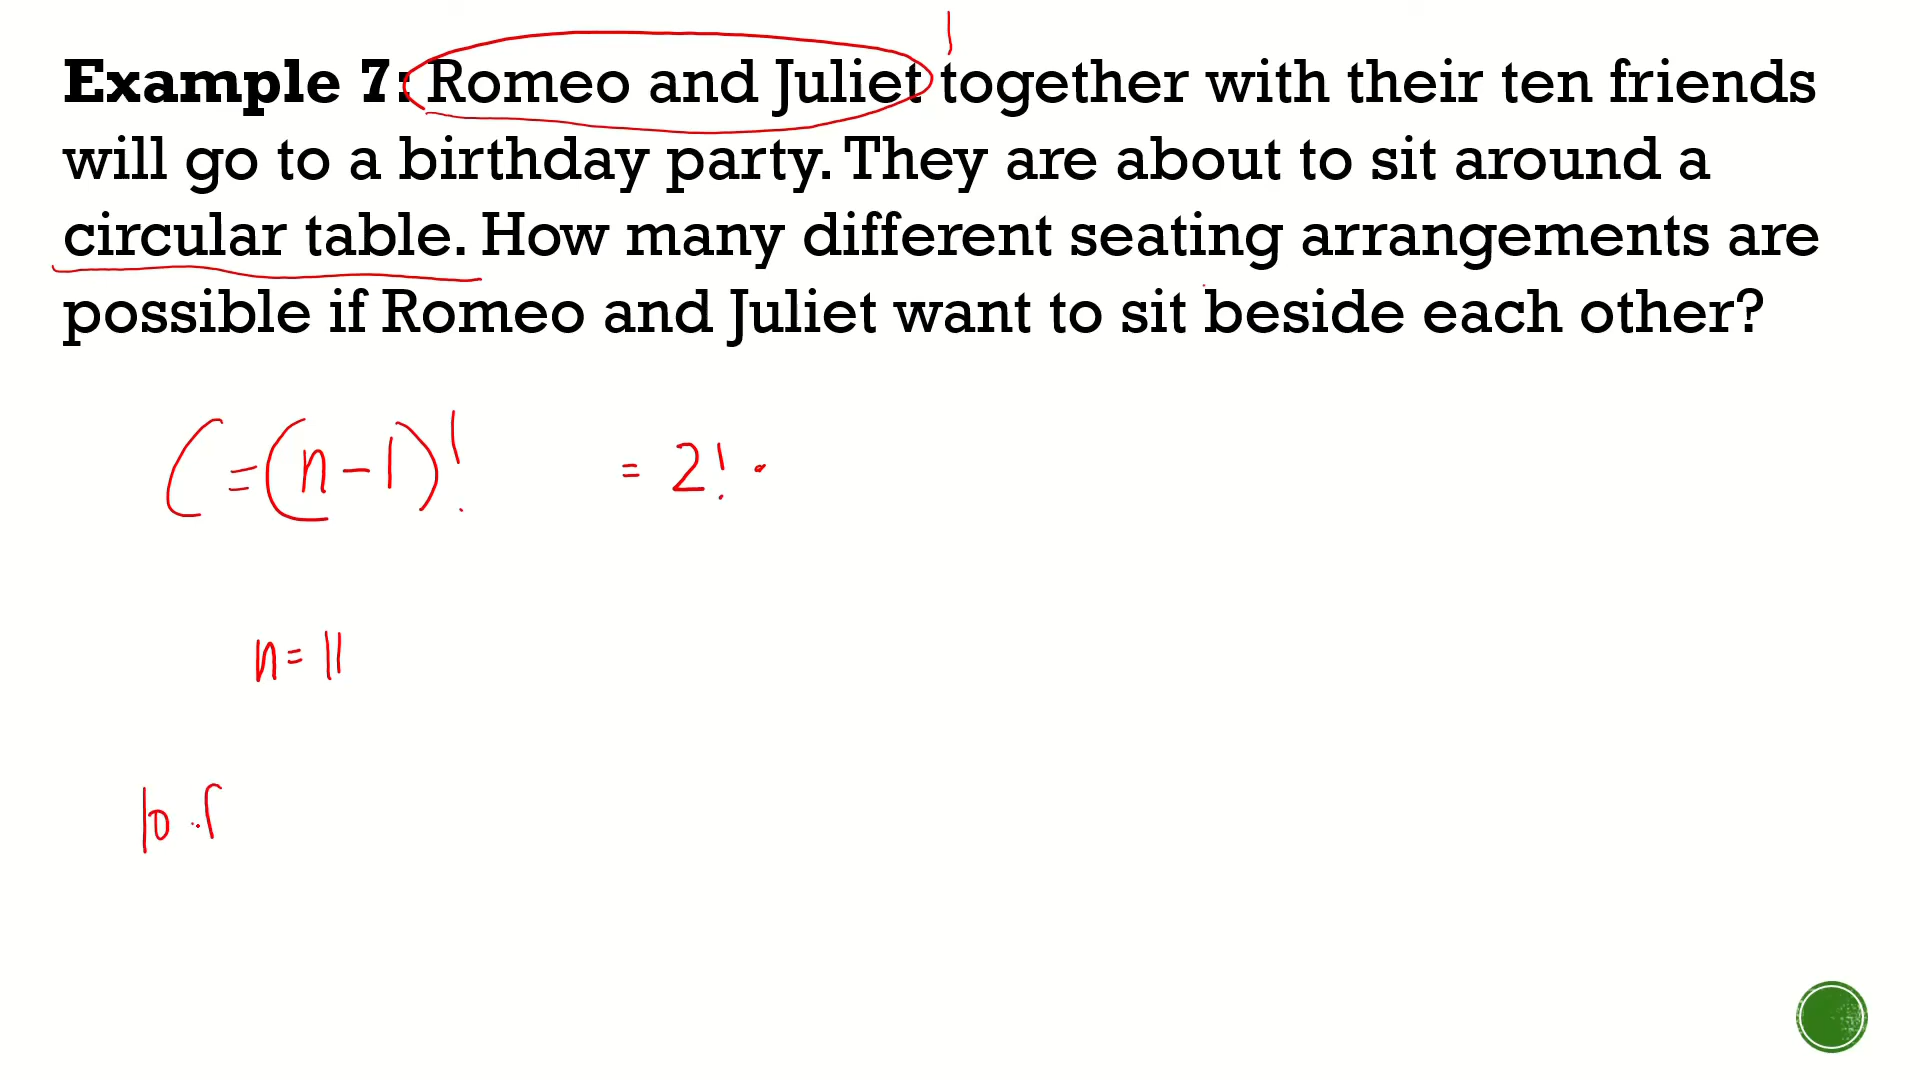 Example 7: Romeo and Juliet together with their ten friends
will go to a birthday party. They are about to sit around a
circular table. How many different seating arrangements are
possible if Romeo and Juliet want to sit beside each other?
1
C = (n - 1)! = 2! ·
n = 11
10 f